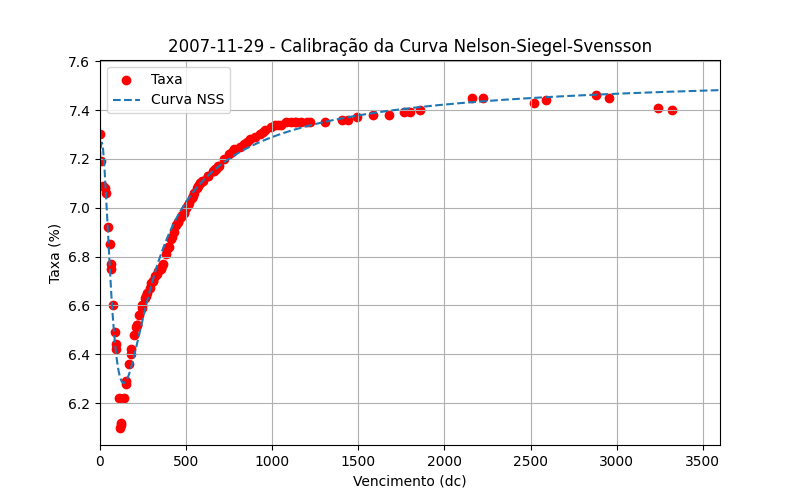 2007-11-29 - Calibração da Curva Nelson-Siegel-Svensson
Taxa
Curva NSS
7.6
7.4
7.2
7.0
6.8
6.6
6.4
6.2
Taxa (%)
0 500 1000 1500 2000 2500 3000 3500
Vencimento (dc)